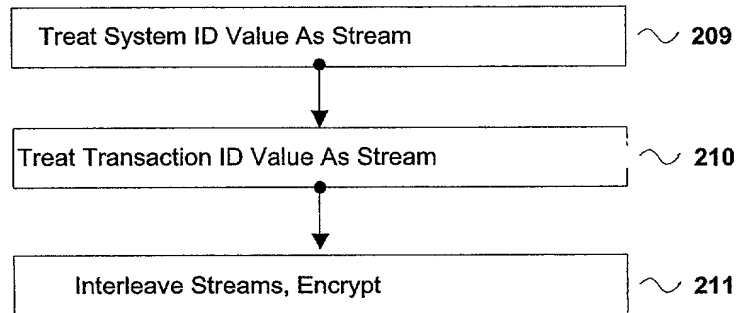 Treat System ID Value As Stream 209
Treat Transaction ID Value As Stream 210
Interleave Streams, Encrypt 211